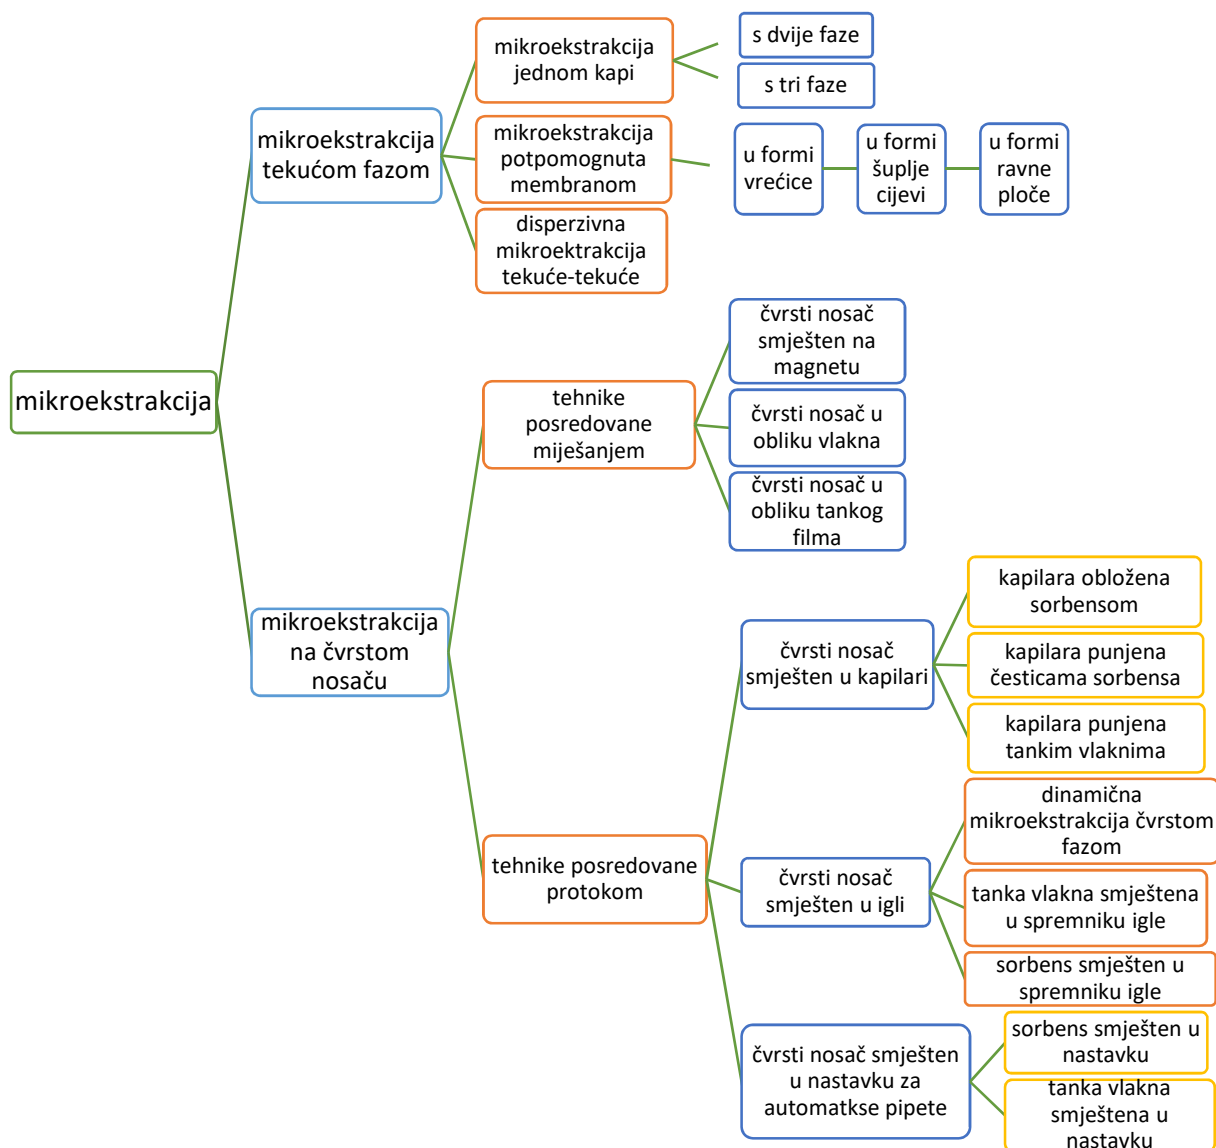 mikroekstrakcija
mikroekstrakcija
tekućom fazom
mikroekstrakcija
jednom kapi
s dvije faze
s tri faze
mikroekstrakcija
potpomognuta
membranom
u formi
vrećice
u formi
šuplje
cijevi
u formi
ravne
ploče
disperzivna
mikroektrakcija
tekuće-tekuće
mikroekstrakcija
na čvrstom
nosaču
tehnike
posredovane
miješanjem
čvrsti nosač
smješten na
magnetu
čvrsti nosač u
obliku vlakna
čvrsti nosač u
obliku tankog
filma
tehnike posredovane
protokom
čvrsti nosač
smješten u kapilari
kapilara obložena
sorbensom
kapilara punjena
česticama sorbensa
kapilara punjena
tankim vlaknima
čvrsti nosač
smješten u igli
dinamična
mikroekstrakcija čvrstom
fazom
tanka vlakna smještena
u spremniku igle
sorbens smješten u
spremniku igle
čvrsti nosač smješten
u nastavku za
automatkse pipete
sorbens smješten u
nastavku
tanka vlakna
smještena u
nastavku